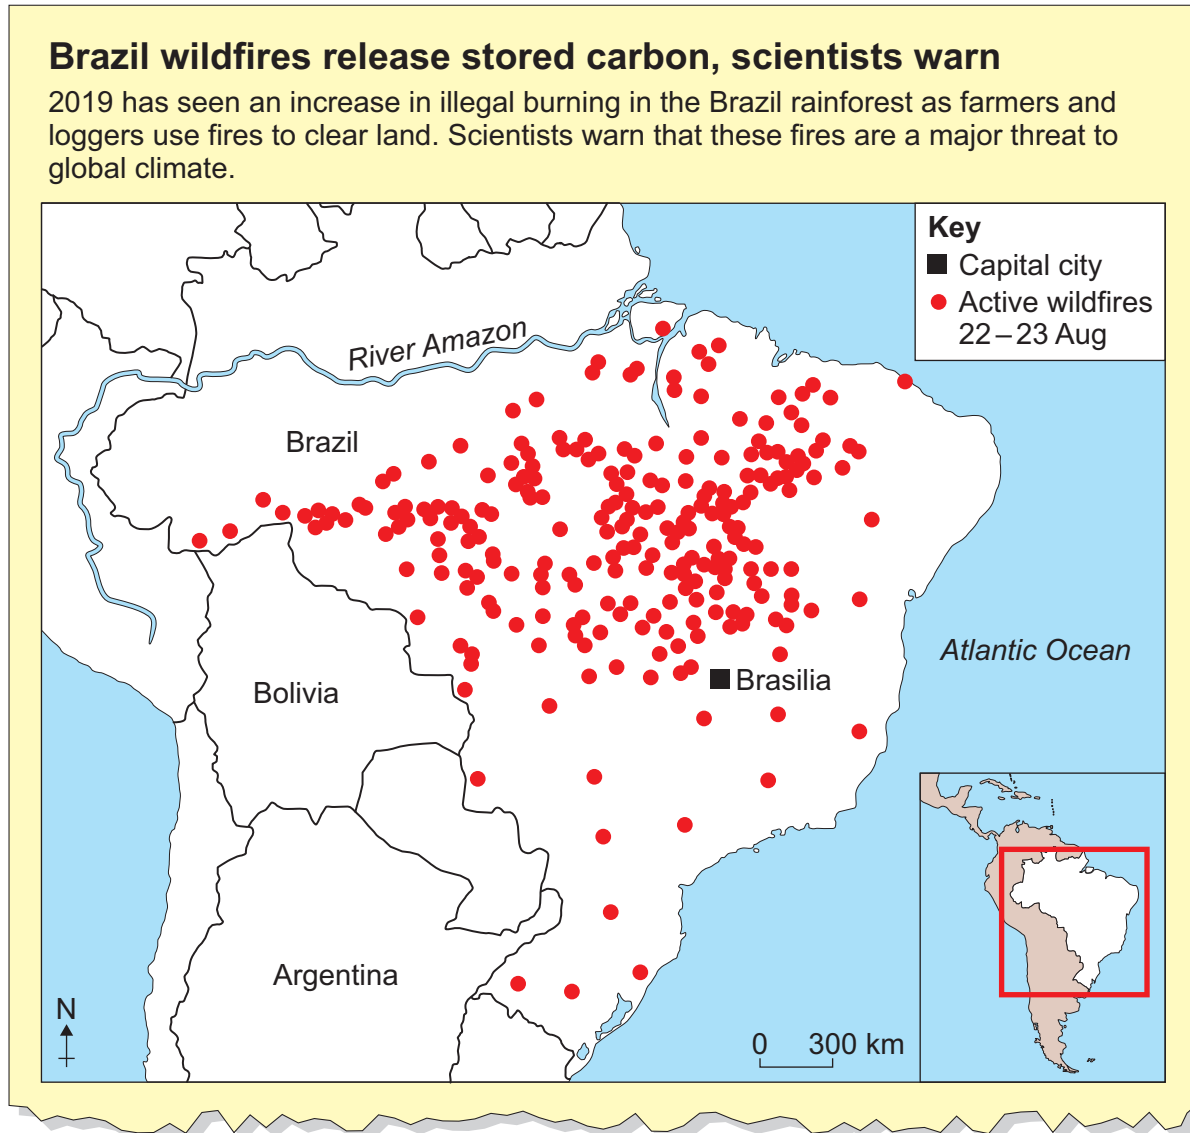 Brazil wildfires release stored carbon, scientists warn
2019 has seen an increase in illegal burning in the Brazil rainforest as farmers and
loggers use fires to clear land. Scientists warn that these fires are a major threat to
global climate.
Key
Capital city
Active wildfires
22–23 Aug
River Amazon
Brazil
Atlantic Ocean
Brasilia
Bolivia
Argentina
N
0 300 km